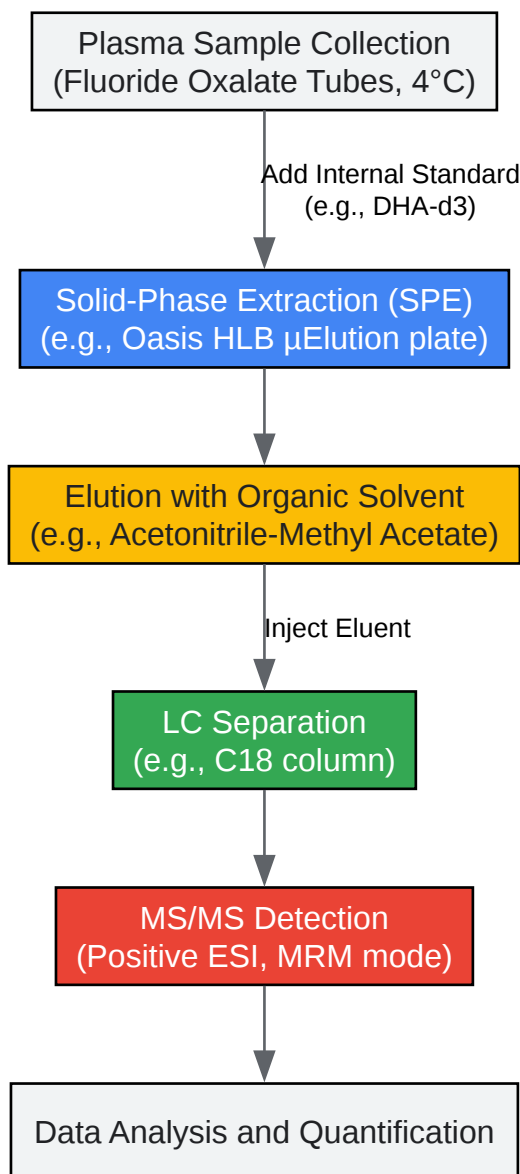 Plasma Sample Collection
(Fluoride Oxalate Tubes, 4°C)
Add Internal Standard
(e.g., DHA-d3)
Solid-Phase Extraction (SPE)
(e.g., Oasis HLB µElution plate)
Elution with Organic Solvent
(e.g., Acetonitrile-Methyl Acetate)
Inject Eluent
LC Separation
(e.g., C18 column)
MS/MS Detection
(Positive ESI, MRM mode)
Data Analysis and Quantification